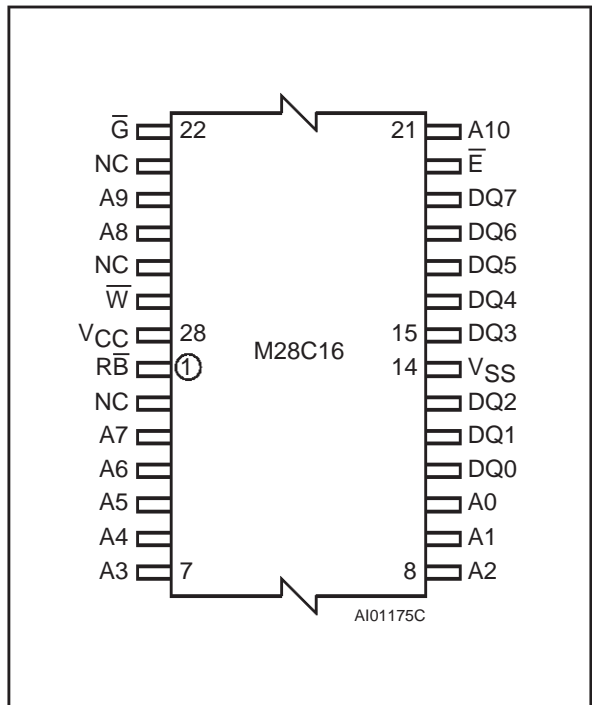 G̅ 22 21 A10
NC E̅
A9 DQ7
A8 DQ6
NC DQ5
W̅ DQ4
VCC 28 15 DQ3
M28C16
RB̅ 1 14 VSS
NC DQ2
A7 DQ1
A6 DQ0
A5 A0
A4 A1
A3 7 8 A2
AI01175C